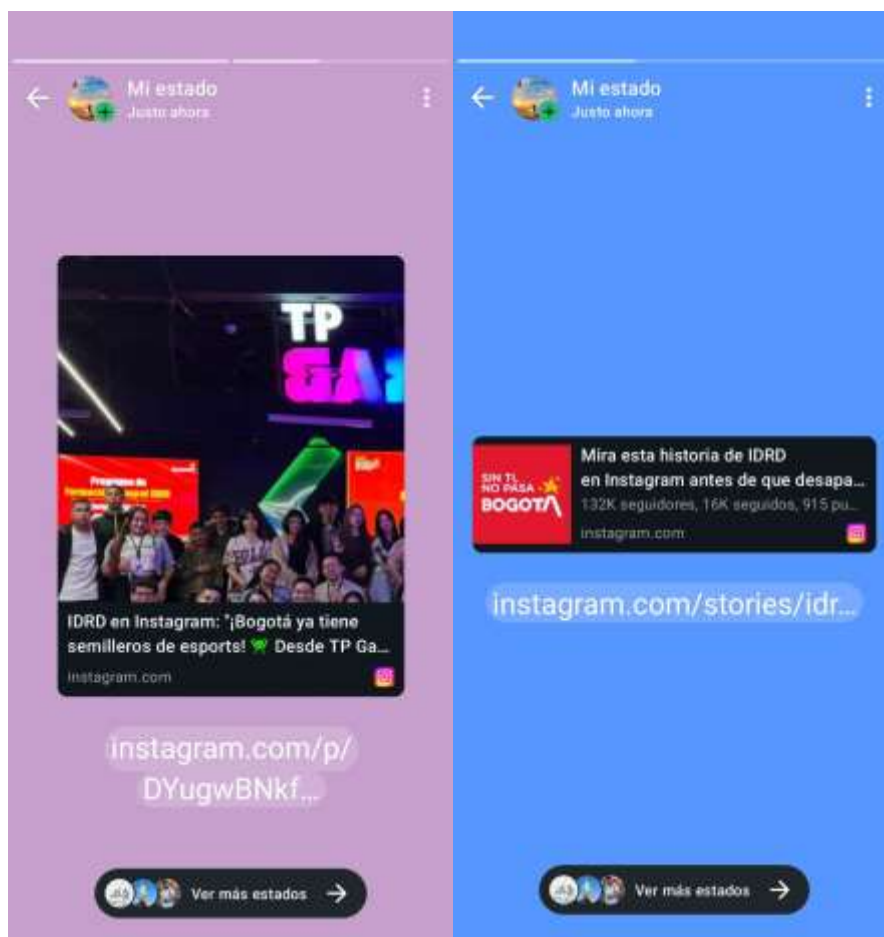 Mi estado
Justo ahora
TP
GA
Programa de
IDRD en Instagram: "¡Bogotá ya tiene
semilleros de esports! 👾 Desde TP Ga...
instagram.com
instagram.com/p/
DYugwBNkf...
Ver más estados
Mi estado
Justo ahora
SIN TI,
NO PASA
BOGOTÁ
Mira esta historia de IDRD
en Instagram antes de que desapa...
132K seguidores, 16K seguidos, 915 pu...
instagram.com
instagram.com/stories/idr...
Ver más estados